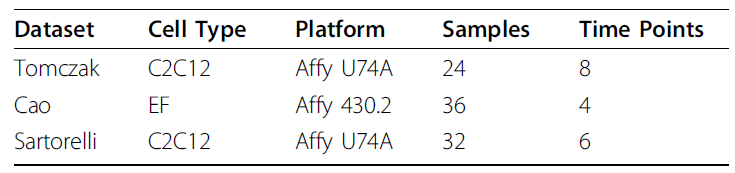 Dataset Cell Type Platform Samples Time Points
Tomczak C2C12 Affy U74A 24 8
Cao EF Affy 430.2 36 4
Sartorelli C2C12 Affy U74A 32 6